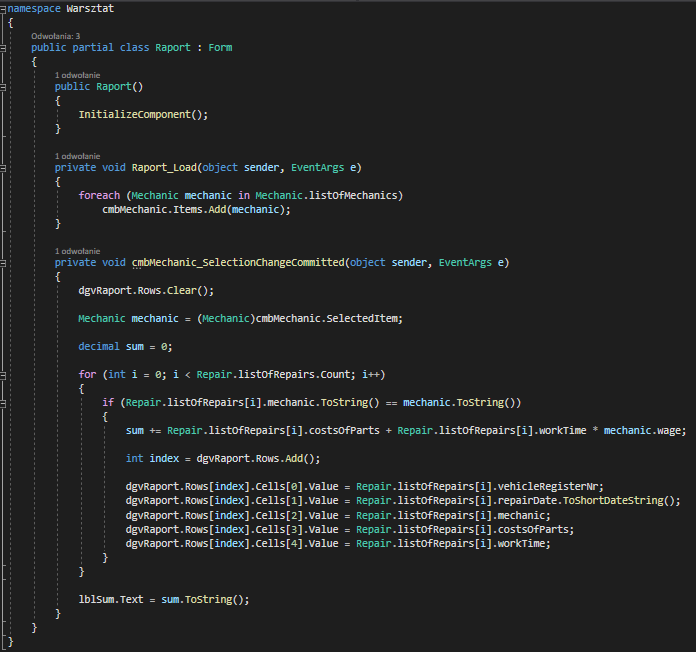 namespace Warsztat
{
Odwołania: 3
public partial class Raport : Form
{
1 odwołanie
public Raport()
{
InitializeComponent();
}
1 odwołanie
private void Raport_Load(object sender, EventArgs e)
{
foreach (Mechanic mechanic in Mechanic.listOfMechanics)
cmbMechanic.Items.Add(mechanic);
}
1 odwołanie
private void cmbMechanic_SelectionChangeCommitted(object sender, EventArgs e)
{
dgvRaport.Rows.Clear();
Mechanic mechanic = (Mechanic)cmbMechanic.SelectedItem;
decimal sum = 0;
for (int i = 0; i < Repair.listOfRepairs.Count; i++)
{
if (Repair.listOfRepairs[i].mechanic.ToString() == mechanic.ToString())
{
sum += Repair.listOfRepairs[i].costsOfParts + Repair.listOfRepairs[i].workTime * mechanic.wage;
int index = dgvRaport.Rows.Add();
dgvRaport.Rows[index].Cells[0].Value = Repair.listOfRepairs[i].vehicleRegisterNr;
dgvRaport.Rows[index].Cells[1].Value = Repair.listOfRepairs[i].repairDate.ToShortDateString();
dgvRaport.Rows[index].Cells[2].Value = Repair.listOfRepairs[i].mechanic;
dgvRaport.Rows[index].Cells[3].Value = Repair.listOfRepairs[i].costsOfParts;
dgvRaport.Rows[index].Cells[4].Value = Repair.listOfRepairs[i].workTime;
}
}
lblSum.Text = sum.ToString();
}
}
}